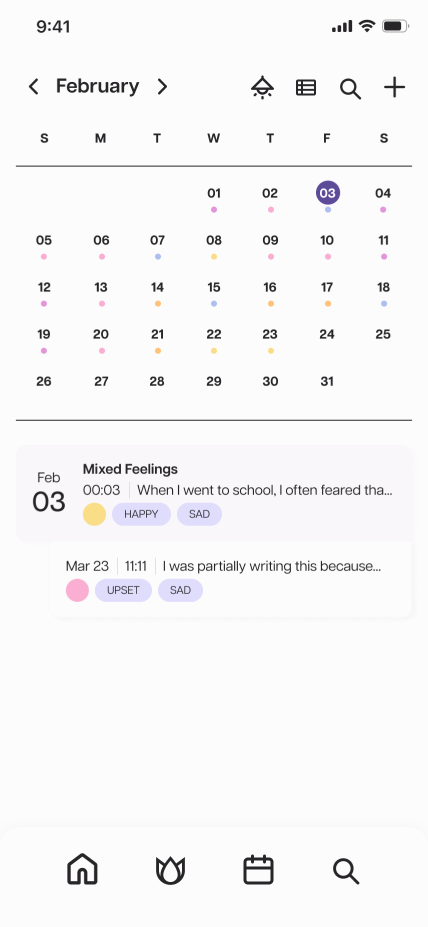 9:41
February
S M T W T F S
01 02 03 04
05 06 07 08 09 10 11
12 13 14 15 16 17 18
19 20 21 22 23 24 25
26 27 28 29 30 31
Feb
03
Mixed Feelings
00:03 When I went to school, I often feared tha...
HAPPY SAD
Mar 23 11:11 I was partially writing this because...
UPSET SAD